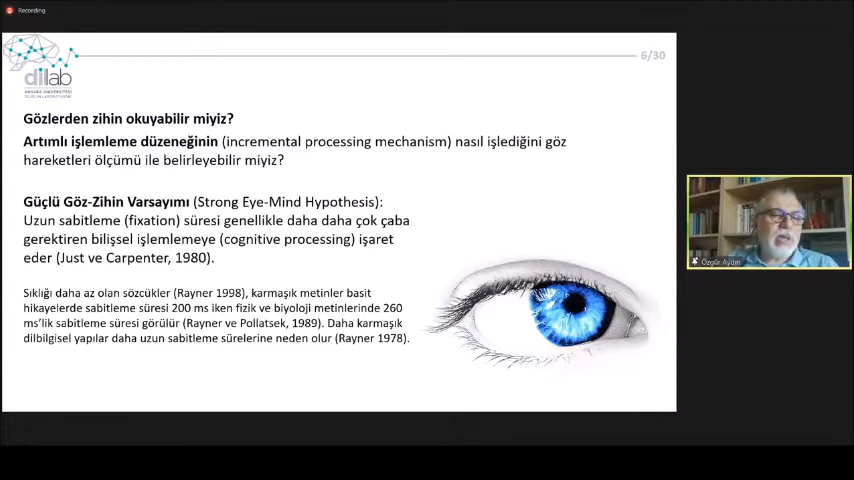 Recording
6/30
dilab
ANKARA ÜNİVERSİTESİ
DİLBİLİM LABORATUVARI
Gözlerden zihin okuyabilir miyiz?
Artımlı işlemleme düzeneğinin (incremental processing mechanism) nasıl işlediğini göz
hareketleri ölçümü ile belirleyebilir miyiz?
Güçlü Göz-Zihin Varsayımı (Strong Eye-Mind Hypothesis):
Uzun sabitleme (fixation) süresi genellikle daha daha çok çaba
gerektiren bilişsel işlemlemeye (cognitive processing) işaret
eder (Just ve Carpenter, 1980).
Sıklığı daha az olan sözcükler (Rayner 1998), karmaşık metinler basit
hikayelerde sabitleme süresi 200 ms iken fizik ve biyoloji metinlerinde 260
ms'lik sabitleme süresi görülür (Rayner ve Pollatsek, 1989). Daha karmaşık
dilbilgisel yapılar daha uzun sabitleme sürelerine neden olur (Rayner 1978).
Özgür Aydın